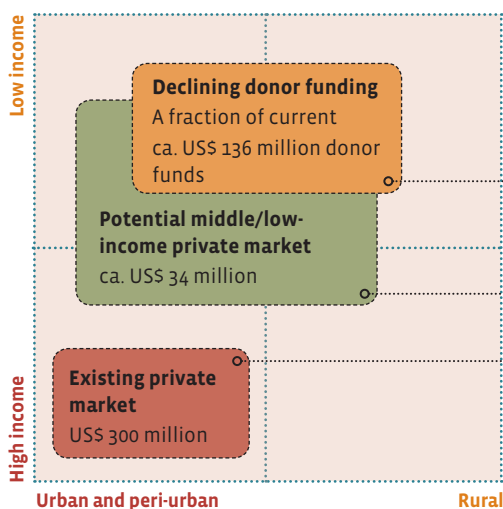 Low income
Declining donor funding
A fraction of current
ca. US$ 136 million donor
funds
Potential middle/low-
income private market
ca. US$ 34 million
Existing private
market
US$ 300 million
High income
Urban and peri-urban
Rural